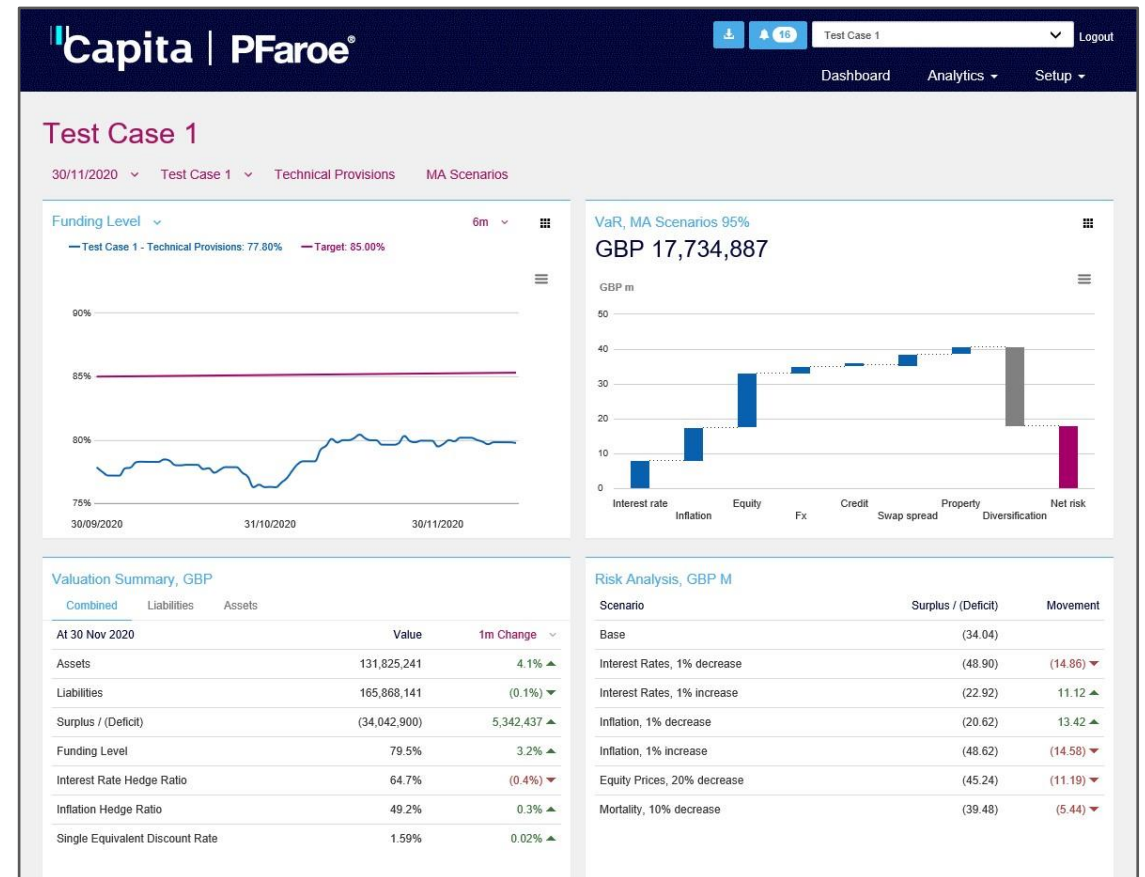 Capita | PFaroe®
16
Test Case 1
Logout
Dashboard Analytics Setup
Test Case 1
30/11/2020 Test Case 1 Technical Provisions MA Scenarios
Funding Level 6m
Test Case 1 - Technical Provisions: 77.80% Target: 85.00%
90%
85%
80%
75%
30/09/2020 31/10/2020 30/11/2020
VaR, MA Scenarios 95%
GBP 17,734,887
GBP m
50
40
30
20
10
0
Interest rate Equity Credit Property Net risk
Inflation Fx Swap spread Diversification
Valuation Summary, GBP
Combined Liabilities Assets
At 30 Nov 2020 Value 1m Change
Assets 131,825,241 4.1%
Liabilities 165,868,141 (0.1%)
Surplus / (Deficit) (34,042,900) 5,342,437
Funding Level 79.5% 3.2%
Interest Rate Hedge Ratio 64.7% (0.4%)
Inflation Hedge Ratio 49.2% 0.3%
Single Equivalent Discount Rate 1.59% 0.02%
Risk Analysis, GBP M
Scenario Surplus / (Deficit) Movement
Base (34.04)
Interest Rates, 1% decrease (48.90) (14.86)
Interest Rates, 1% increase (22.92) 11.12
Inflation, 1% decrease (20.62) 13.42
Inflation, 1% increase (48.62) (14.58)
Equity Prices, 20% decrease (45.24) (11.19)
Mortality, 10% decrease (39.48) (5.44)